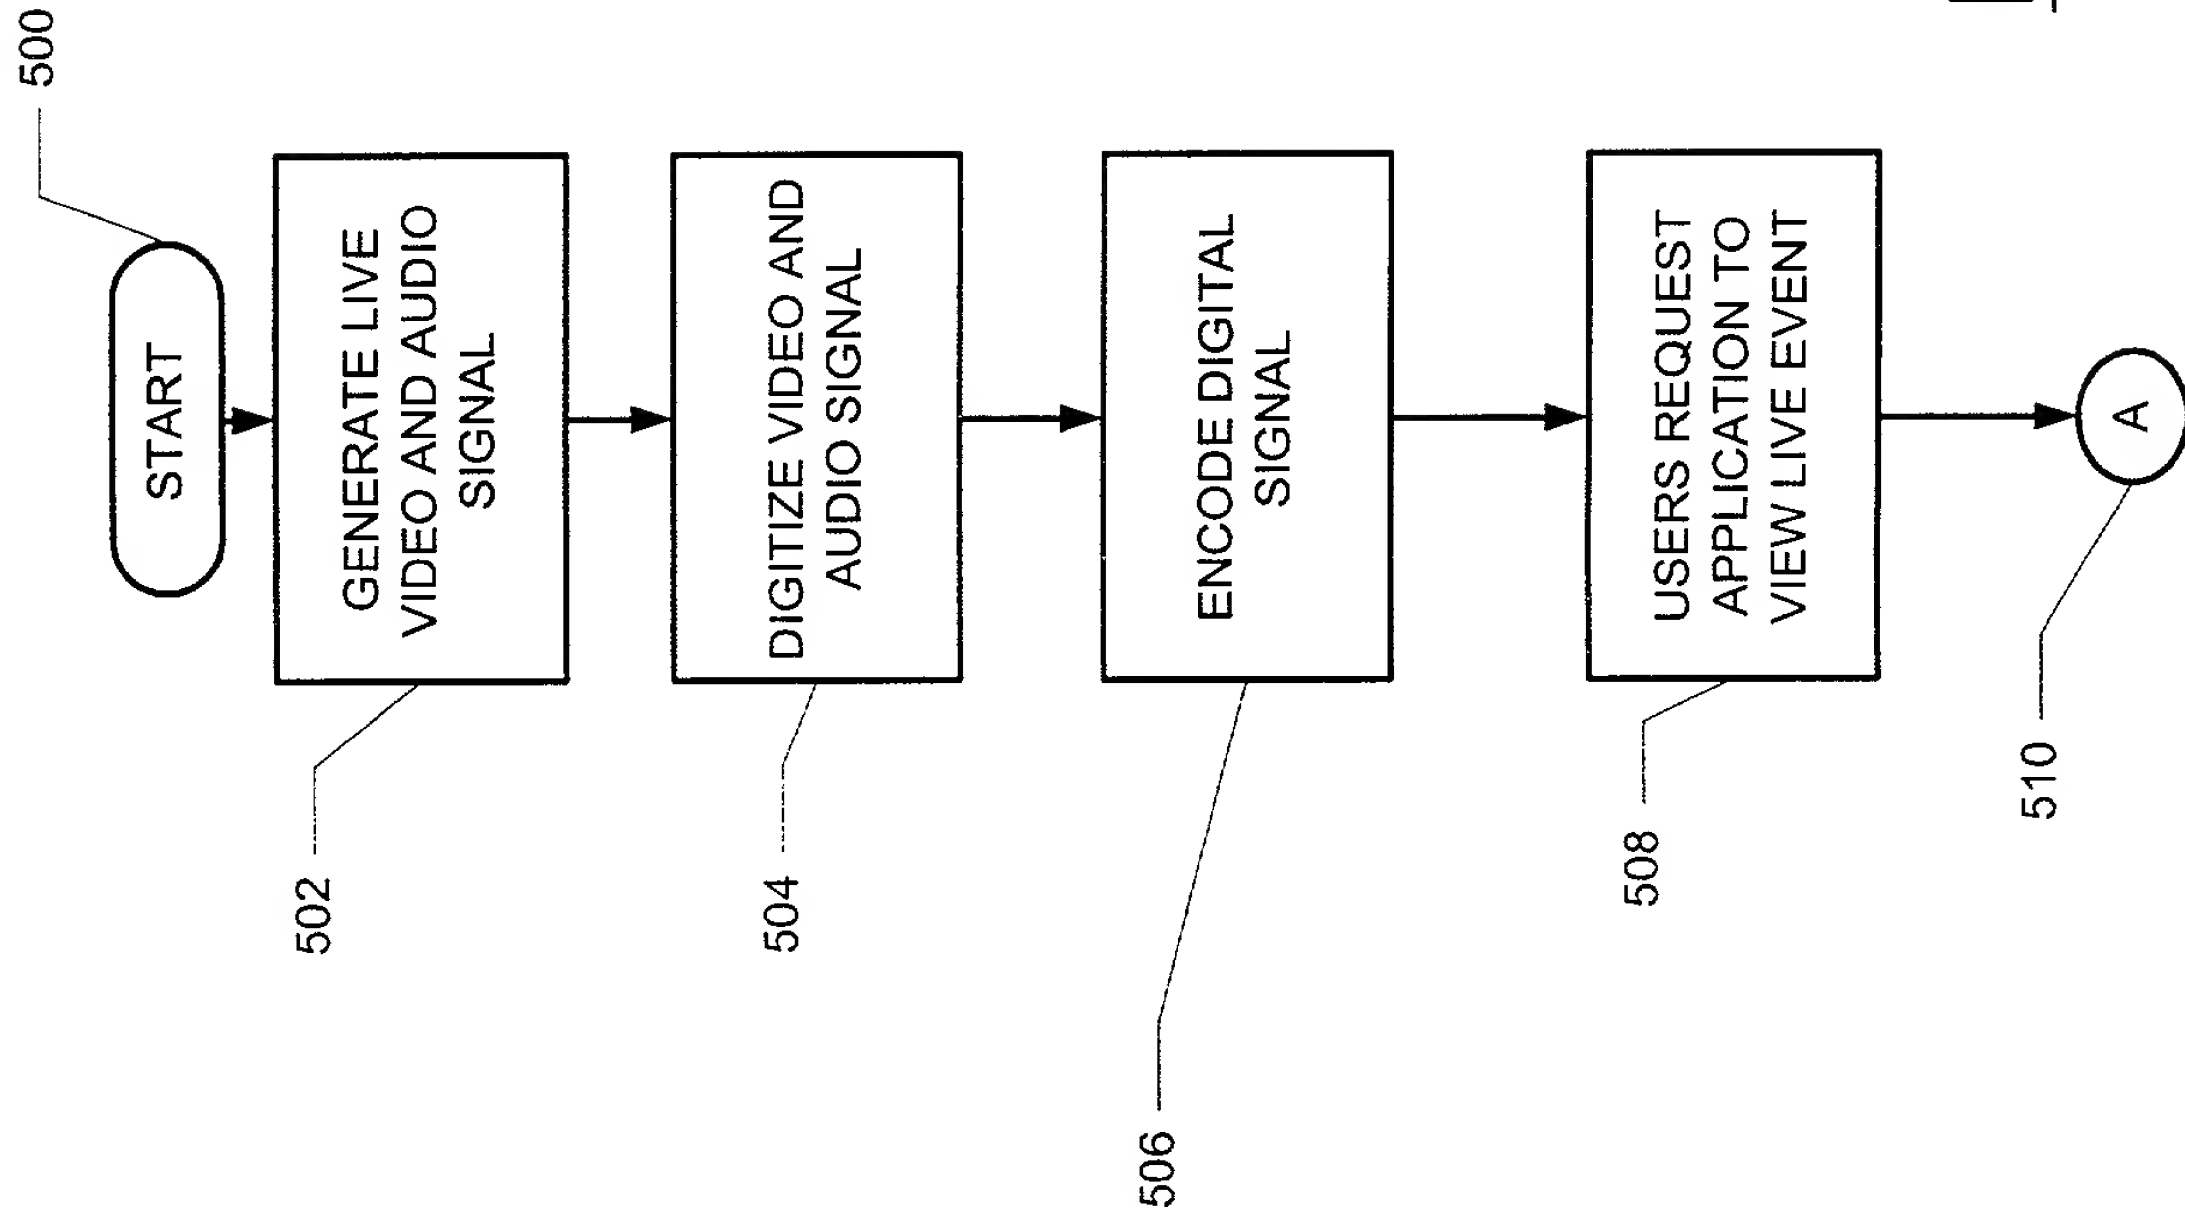 500
START
502
GENERATE LIVE
VIDEO AND AUDIO
SIGNAL
504
DIGITIZE VIDEO AND
AUDIO SIGNAL
506
ENCODE DIGITAL
SIGNAL
508
USERS REQUEST
APPLICATION TO
VIEW LIVE EVENT
510
A